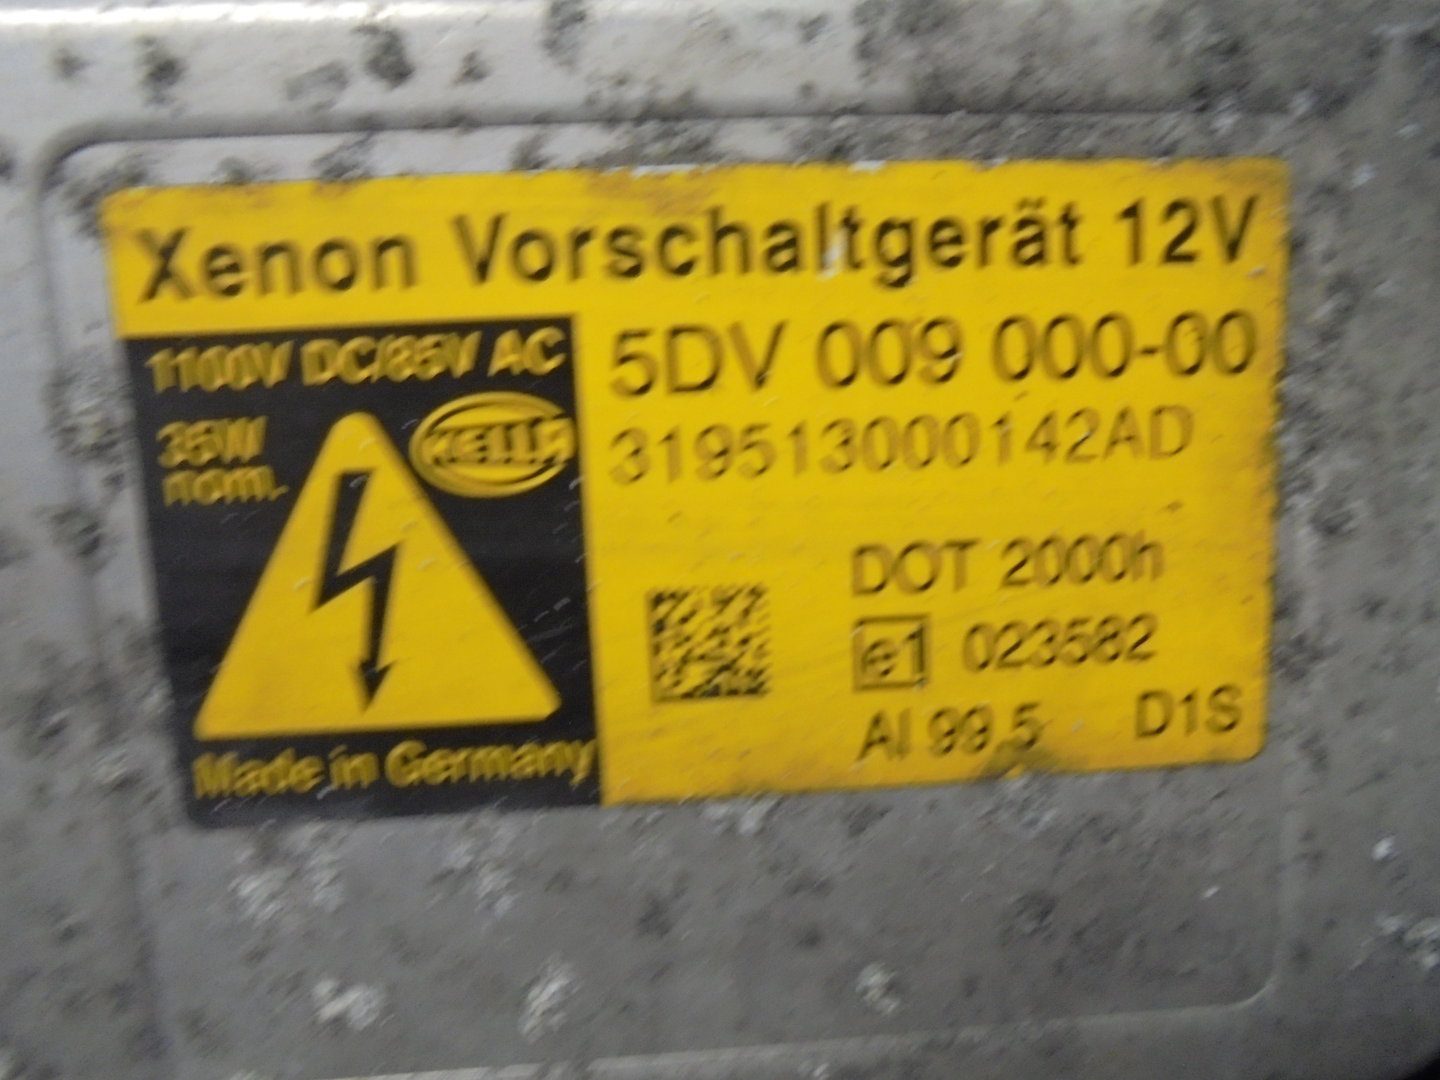 Xenon Vorschaltgerät 12V
1100V DC/85V AC
35W
nom.
HELLA
Made in Germany
5DV 009 000-00
319513000142AD
DOT 2000h
e1 023582
Al 99,5 D1S